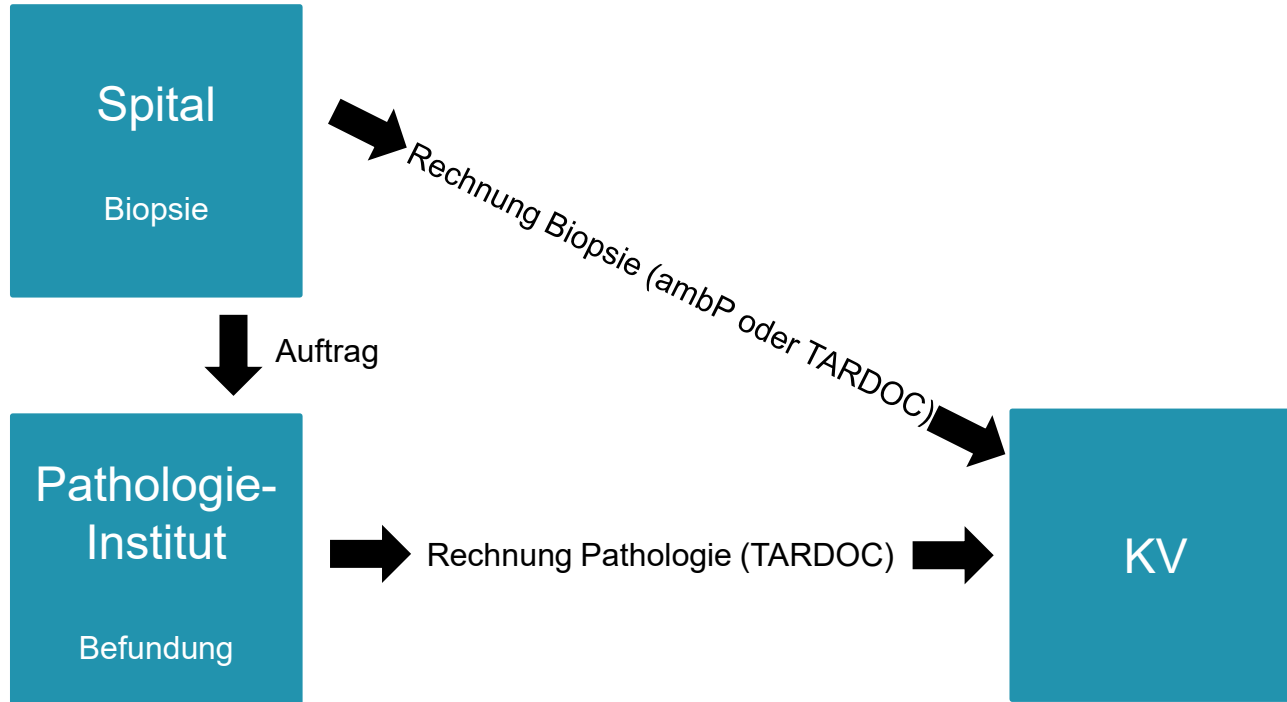 Spital
Biopsie
Rechnung Biopsie (ambP oder TARDOC)
Auftrag
Pathologie-
Institut
Befundung
Rechnung Pathologie (TARDOC)
KV